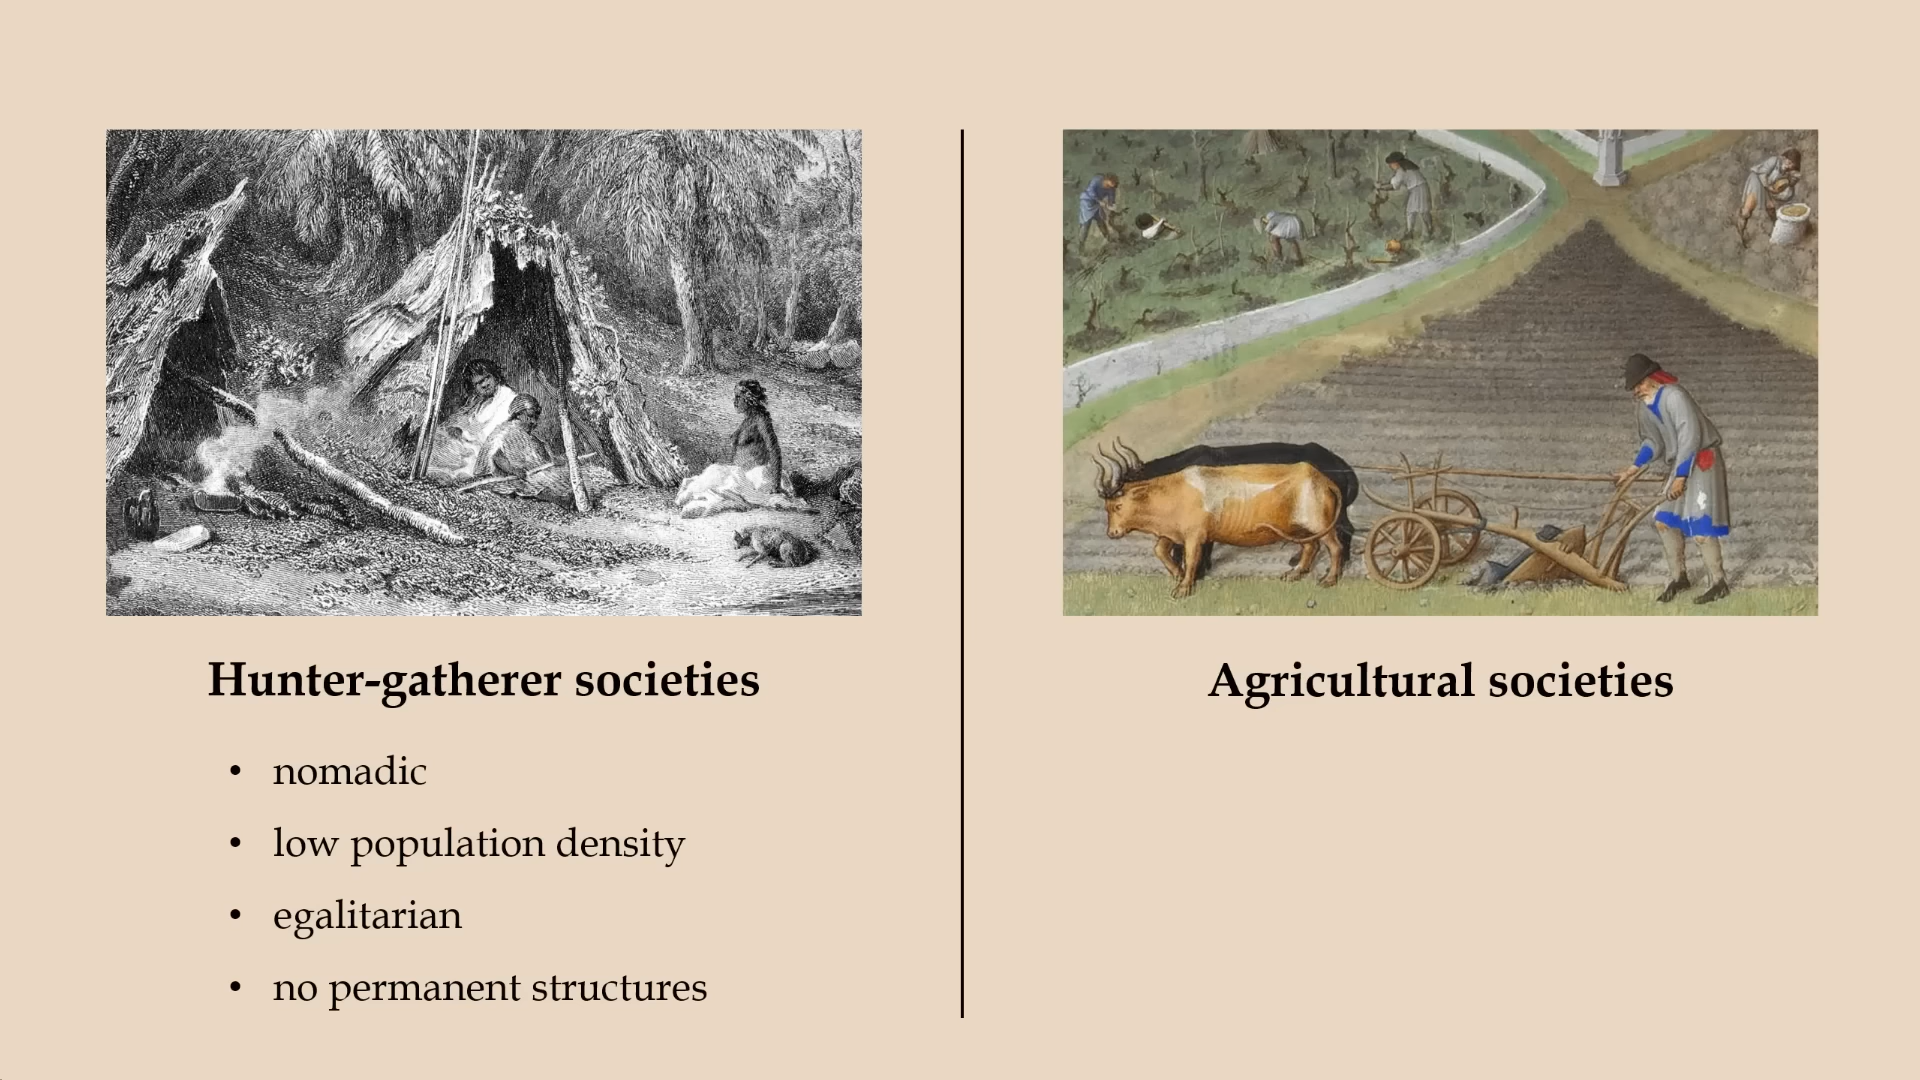 Hunter-gatherer societies
• nomadic
• low population density
• egalitarian
• no permanent structures
Agricultural societies